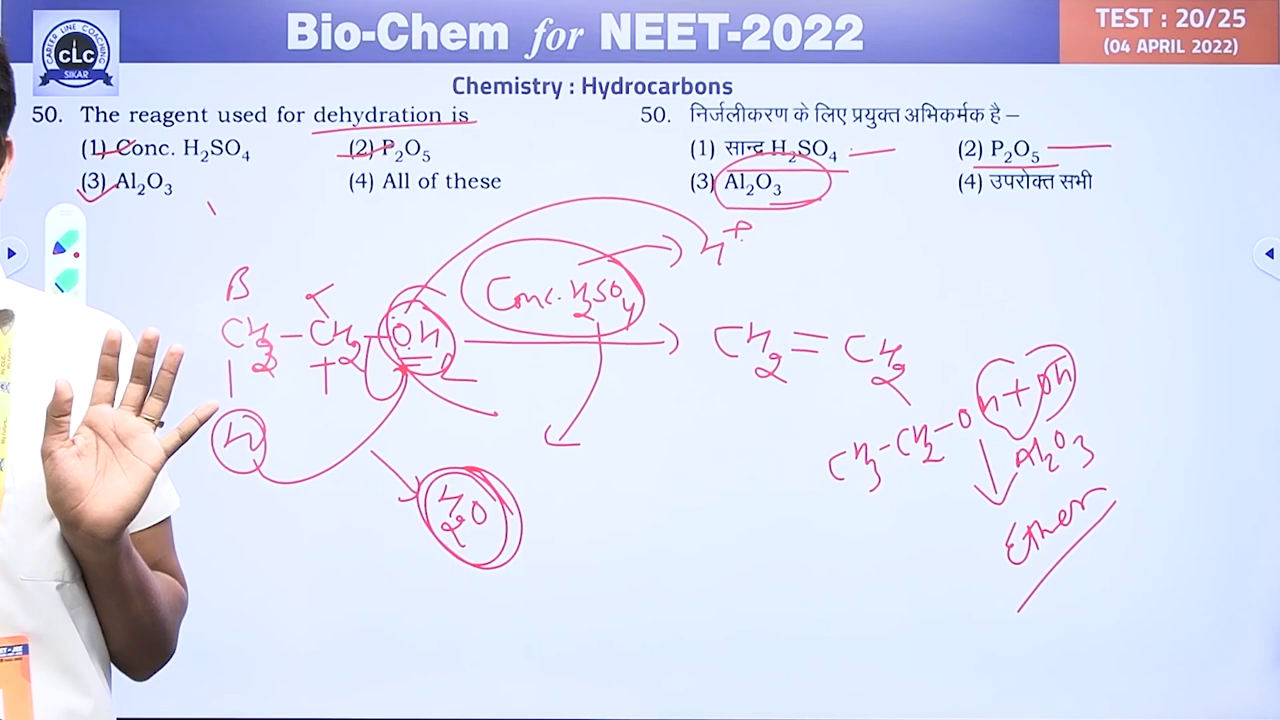 Bio-Chem for NEET-2022
TEST : 20/25
(04 APRIL 2022)
CAREER LINE COACHING
CLC
SIKAR
Chemistry : Hydrocarbons
50. The reagent used for dehydration is
(1) Conc. H₂SO₄ (2) P₂O₅
(3) Al₂O₃ (4) All of these
50. निर्जलीकरण के लिए प्रयुक्त अभिकर्मक है –
(1) सान्द्र H₂SO₄ (2) P₂O₅
(3) Al₂O₃ (4) उपरोक्त सभी
H⁺
Conc. H₂SO₄
β
CH₂–CH₂–OH
CH₂=CH₂
H
H₂O
CH₃–CH₂–O H+OH
Al₂O₃
Ether